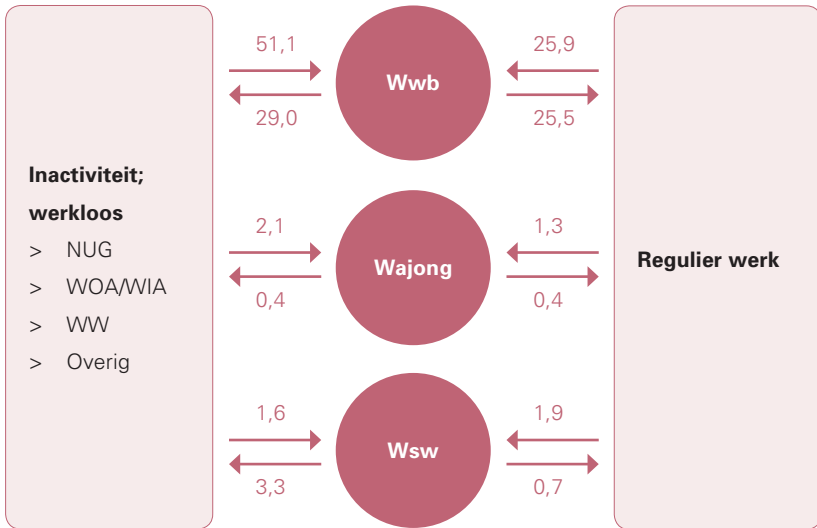 51,1
25,9
Wwb
29,0
25,5
Inactiviteit;
werkloos
> NUG
> WOA/WIA
> WW
> Overig
2,1
1,3
Wajong
0,4
0,4
Regulier werk
1,6
1,9
Wsw
3,3
0,7